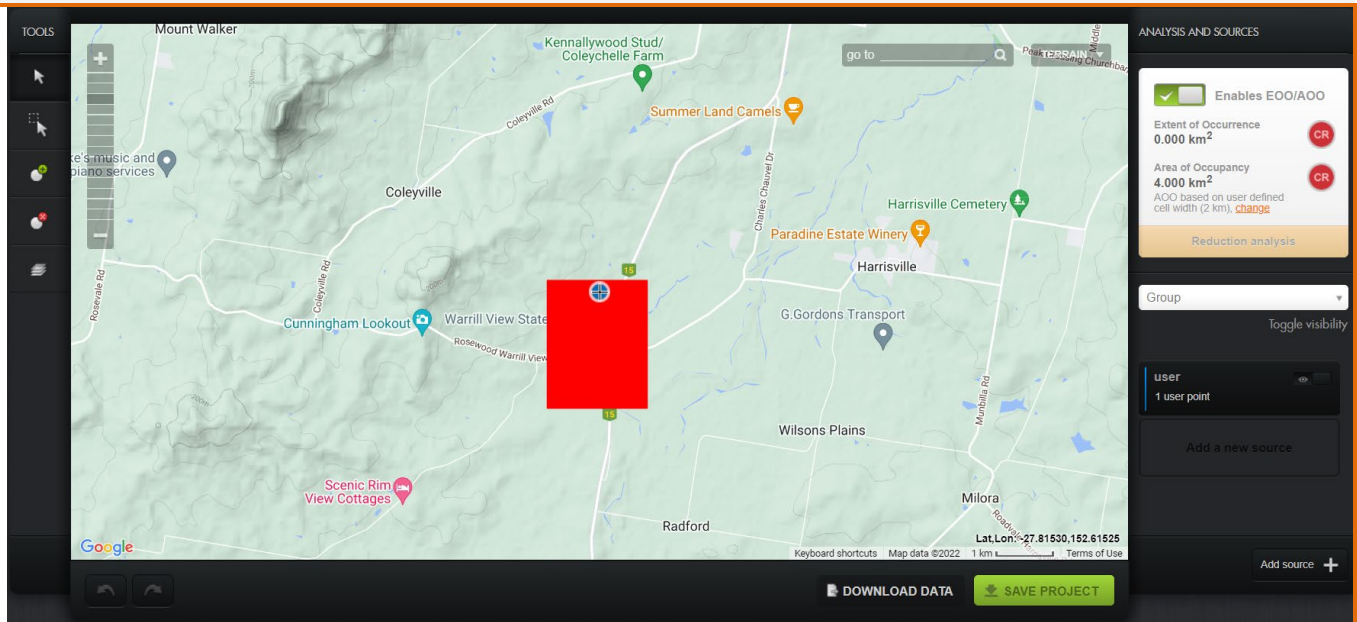 TOOLS
Mount Walker
Kennallywood Stud/
Coleychelle Farm
go to
TERRAIN
Middle
ANALYSIS AND SOURCES
Coleyville Rd
Summer Land Camels
Enables EOO/AOO
Extent of Occurrence
0.000 km²
CR
Area of Occupancy
4.000 km²
CR
AOO based on user defined
cell width (2 km), change
Reduction analysis
ke's music and
piano services
Coleyville
Charles Chauvel Dr
Harrisville Cemetery
Paradine Estate Winery
Harrisville
Rosevale Rd
Coleyville Rd
200m
15
Cunningham Lookout
Warrill View State
G.Gordons Transport
Rosewood Warrill View
15
200m
Munbilla Rd
Wilsons Plains
Group
Toggle visibility
user
1 user point
Add a new source
Scenic Rim
View Cottages
Milora
Radford
Google
Lat,Lon: -27.81530,152.61525
Keyboard shortcuts Map data ©2022 1 km Terms of Use
DOWNLOAD DATA
SAVE PROJECT
Add source